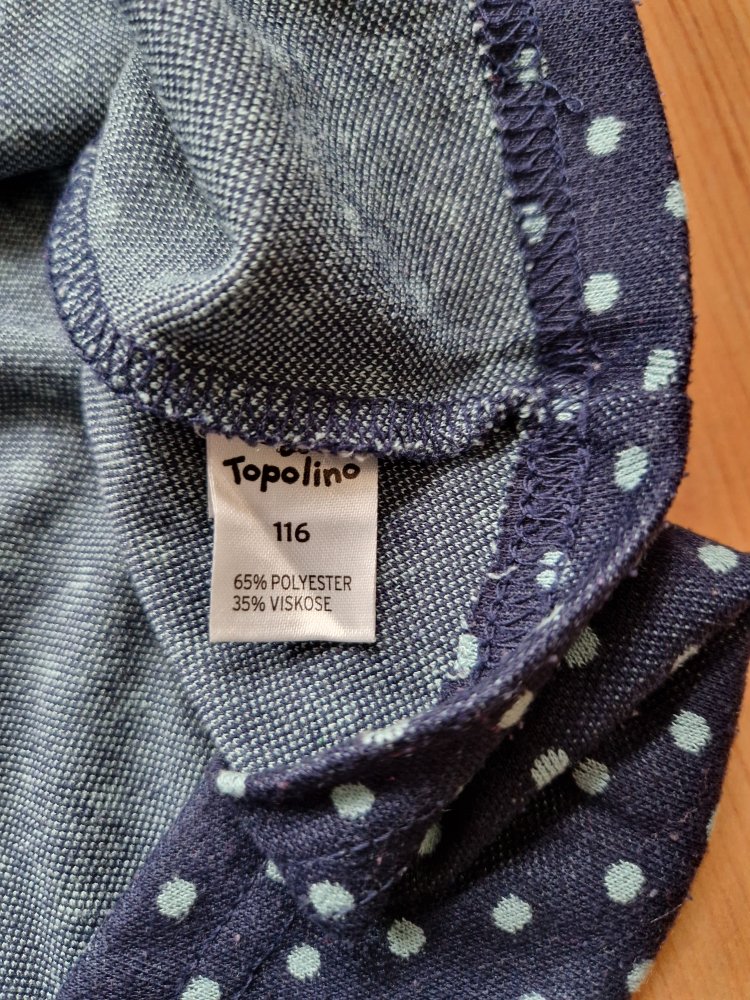 Topolino
116
65% POLYESTER
35% VISKOSE